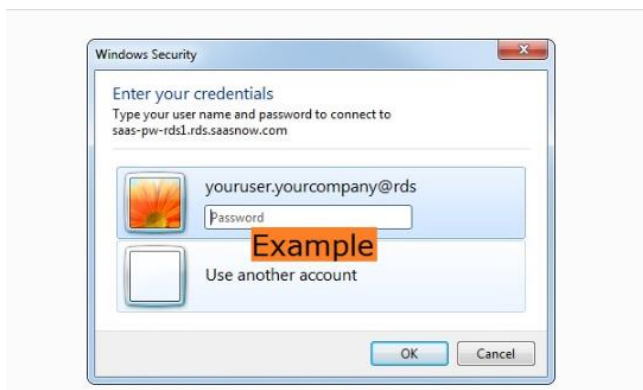 Windows Security
Enter your credentials
Type your user name and password to connect to
saas-pw-rds1.rds.saasnow.com
youruser.yourcompany@rds
Password
Example
Use another account
OK
Cancel